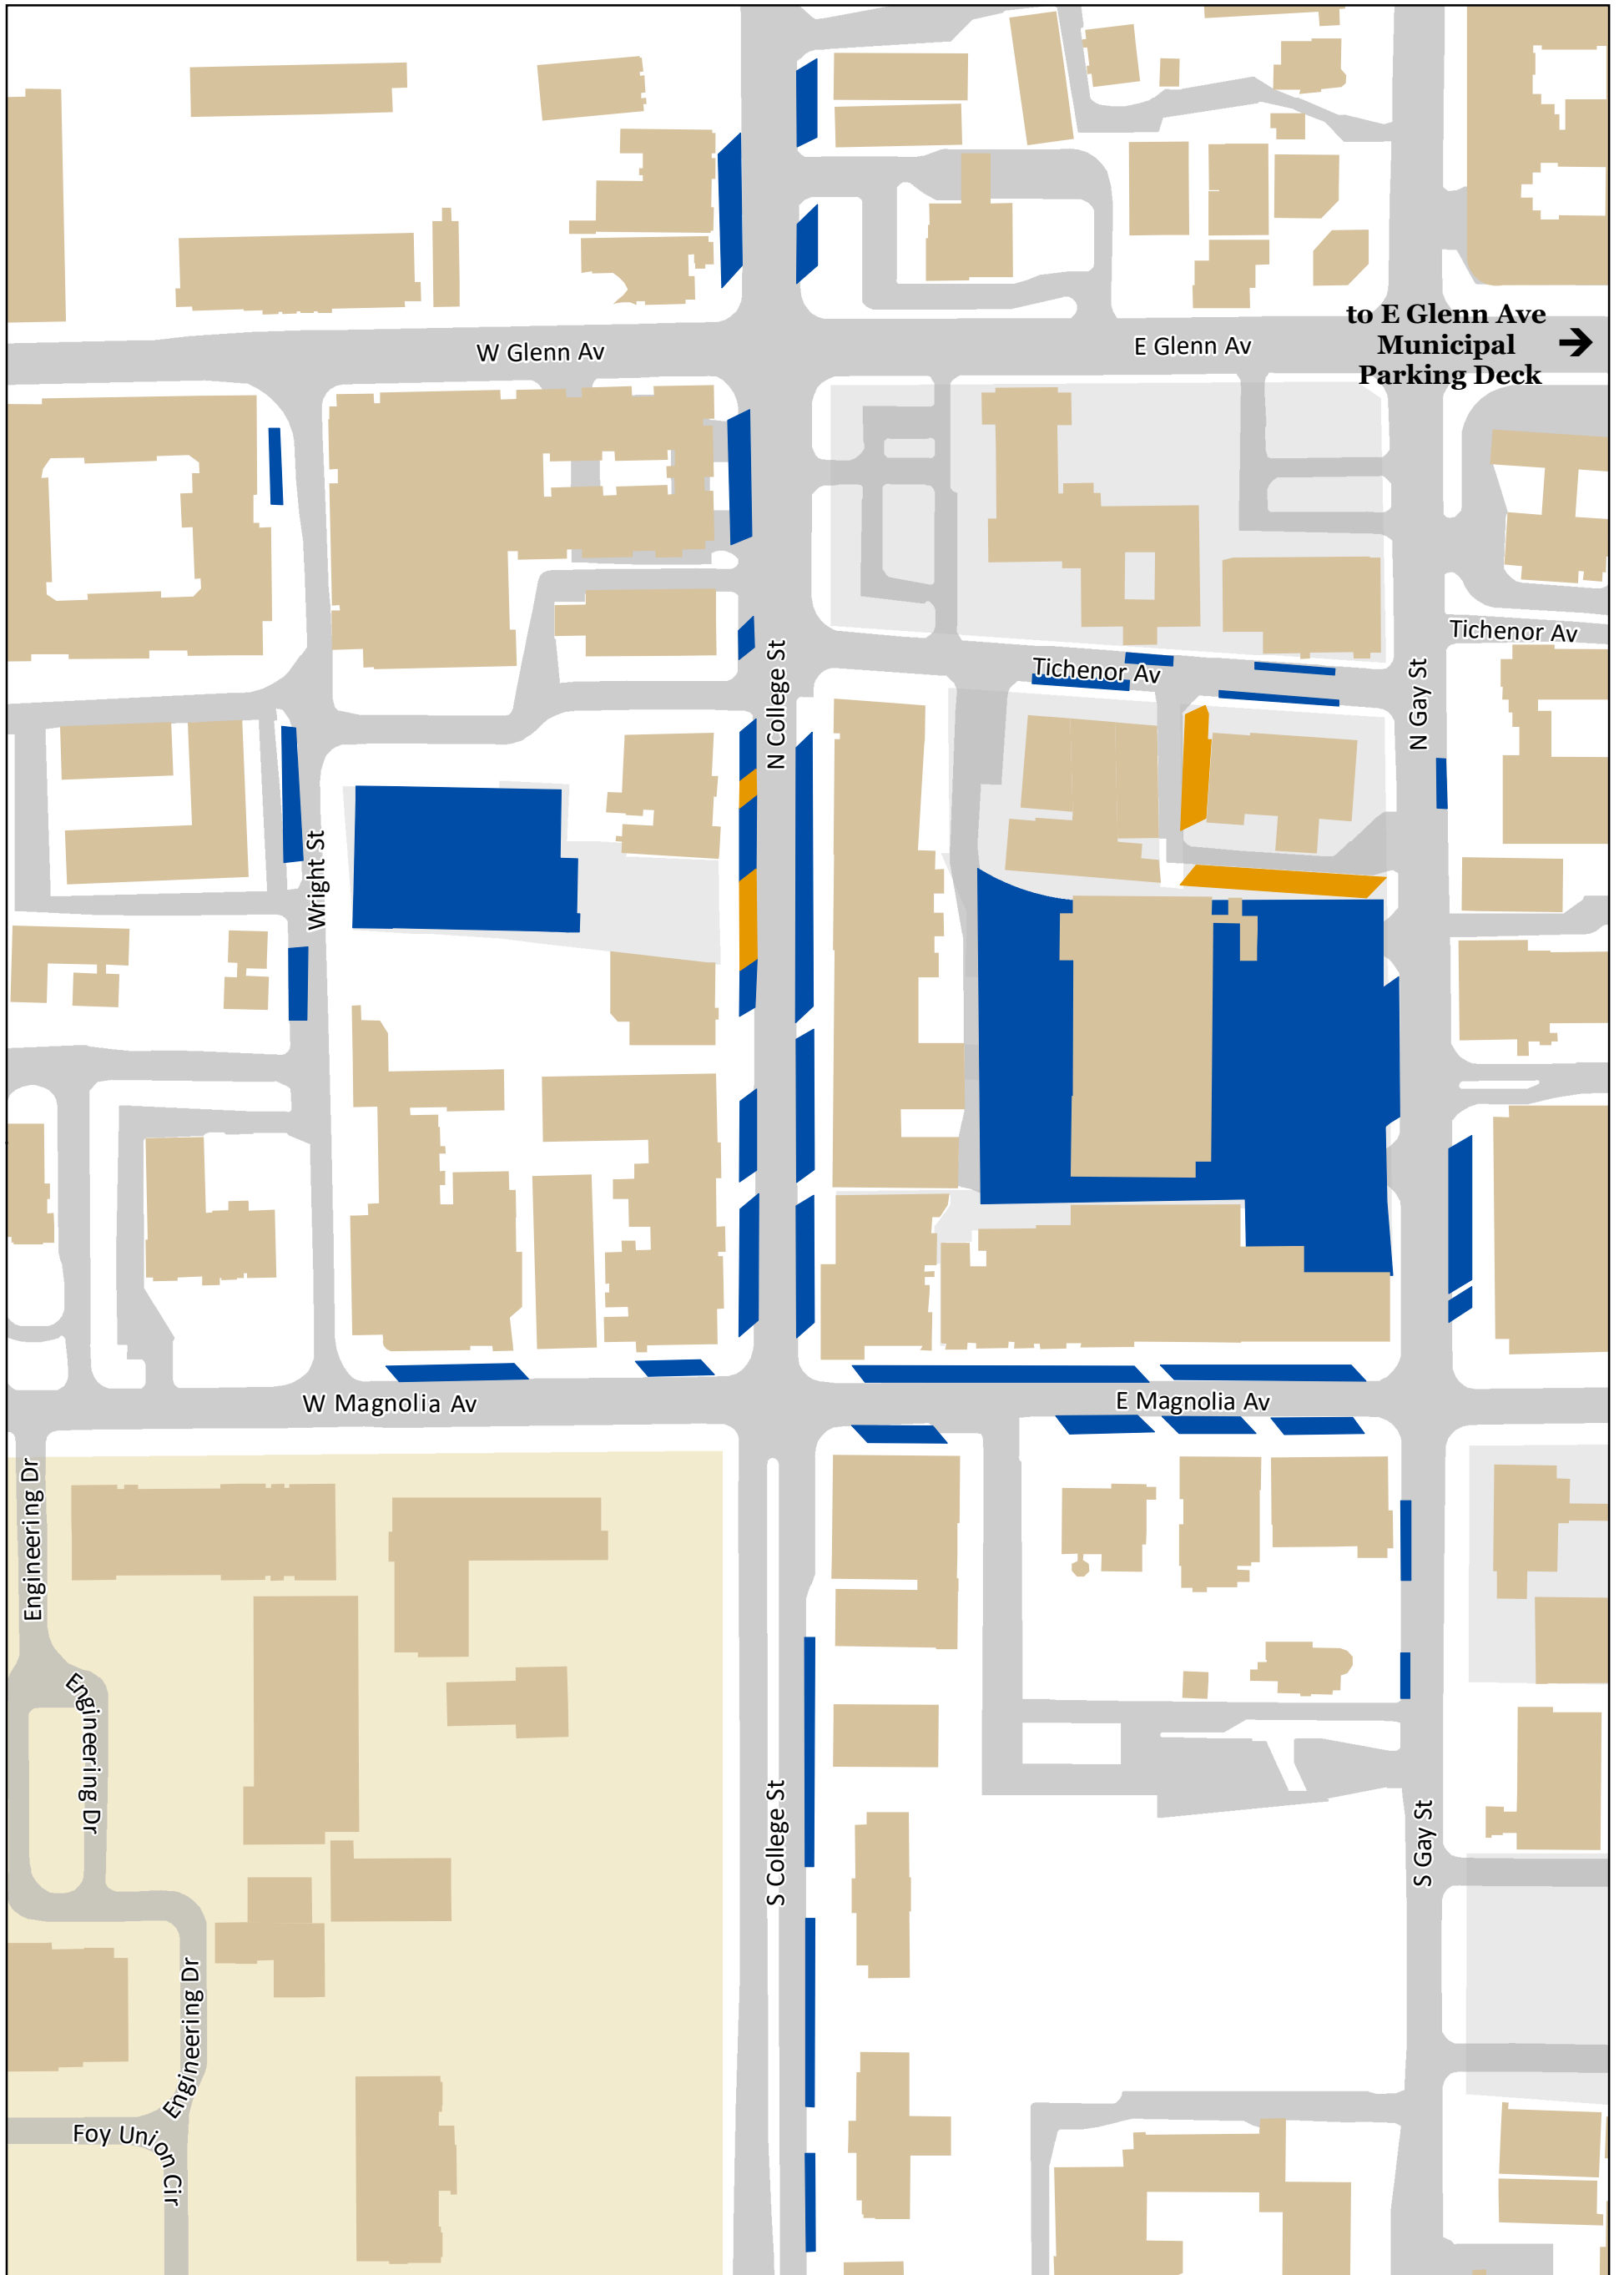 to E Glenn Ave
Municipal
Parking Deck
W Glenn Av
E Glenn Av
Tichenor Av
Tichenor Av
N College St
N Gay St
Wright St
W Magnolia Av
E Magnolia Av
Engineering Dr
Engineering Dr
S College St
S Gay St
Engineering Dr
Foy Union Cir